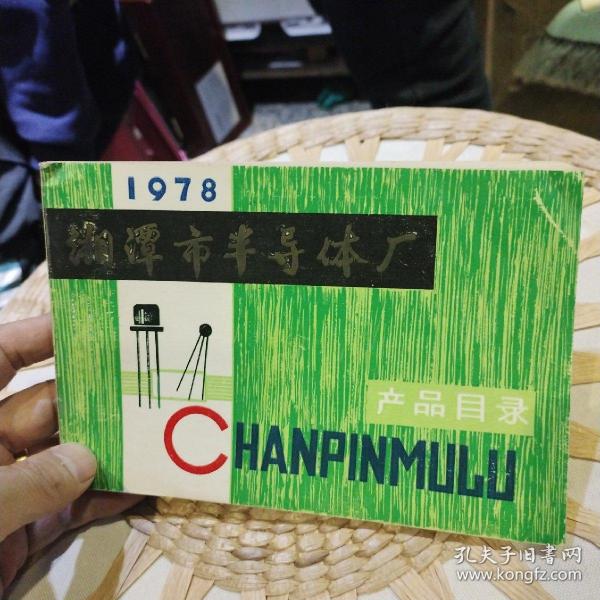 1978
湘潭市半导体厂
产品目录
CHANPINMULU
孔夫子旧書网
www.kongfz.com